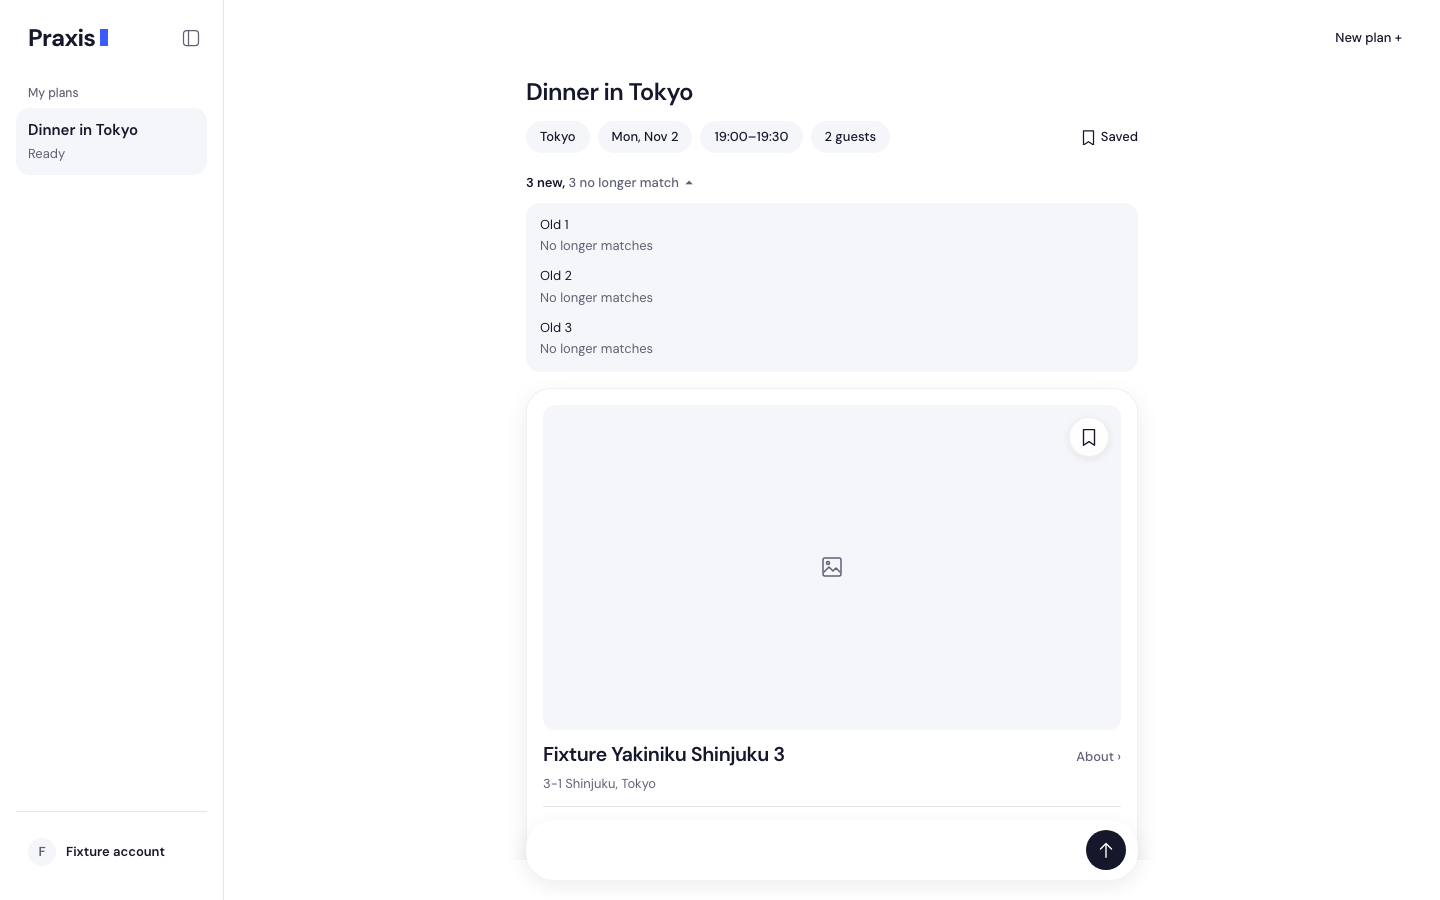 Praxis
New plan +
My plans
Dinner in Tokyo
Ready
Dinner in Tokyo
Tokyo
Mon, Nov 2
19:00–19:30
2 guests
Saved
3 new, 3 no longer match
Old 1
No longer matches
Old 2
No longer matches
Old 3
No longer matches
Fixture Yakiniku Shinjuku 3
About ›
3-1 Shinjuku, Tokyo
F
Fixture account